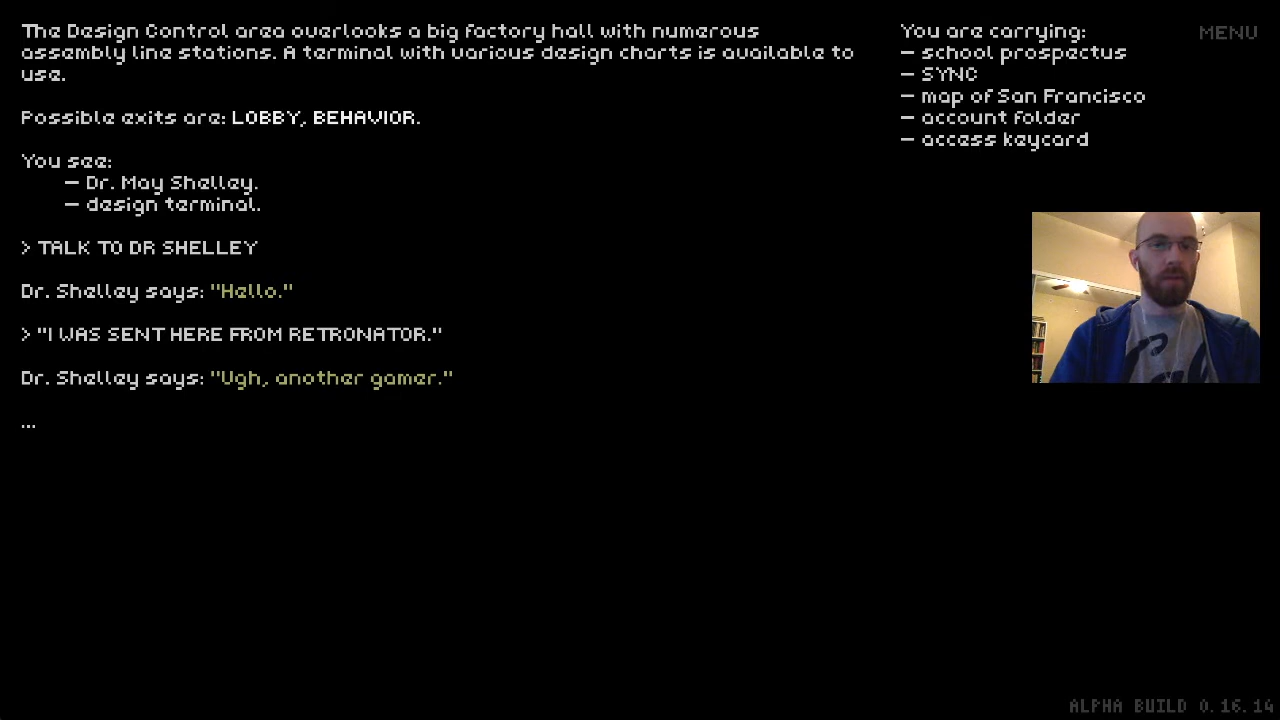 The Design Control area overlooks a big factory hall with numerous
assembly line stations. A terminal with various design charts is available to
use.
Possible exits are: LOBBY, BEHAVIOR.
You see:
– Dr. May Shelley.
– design terminal.
> TALK TO DR SHELLEY
Dr. Shelley says: "Hello."
> "I WAS SENT HERE FROM RETRONATOR."
Dr. Shelley says: "Ugh, another gamer."
...
You are carrying:
– school prospectus
– SYNC
– map of San Francisco
– account folder
– access keycard
MENU
ALPHA BUILD 0.16.14